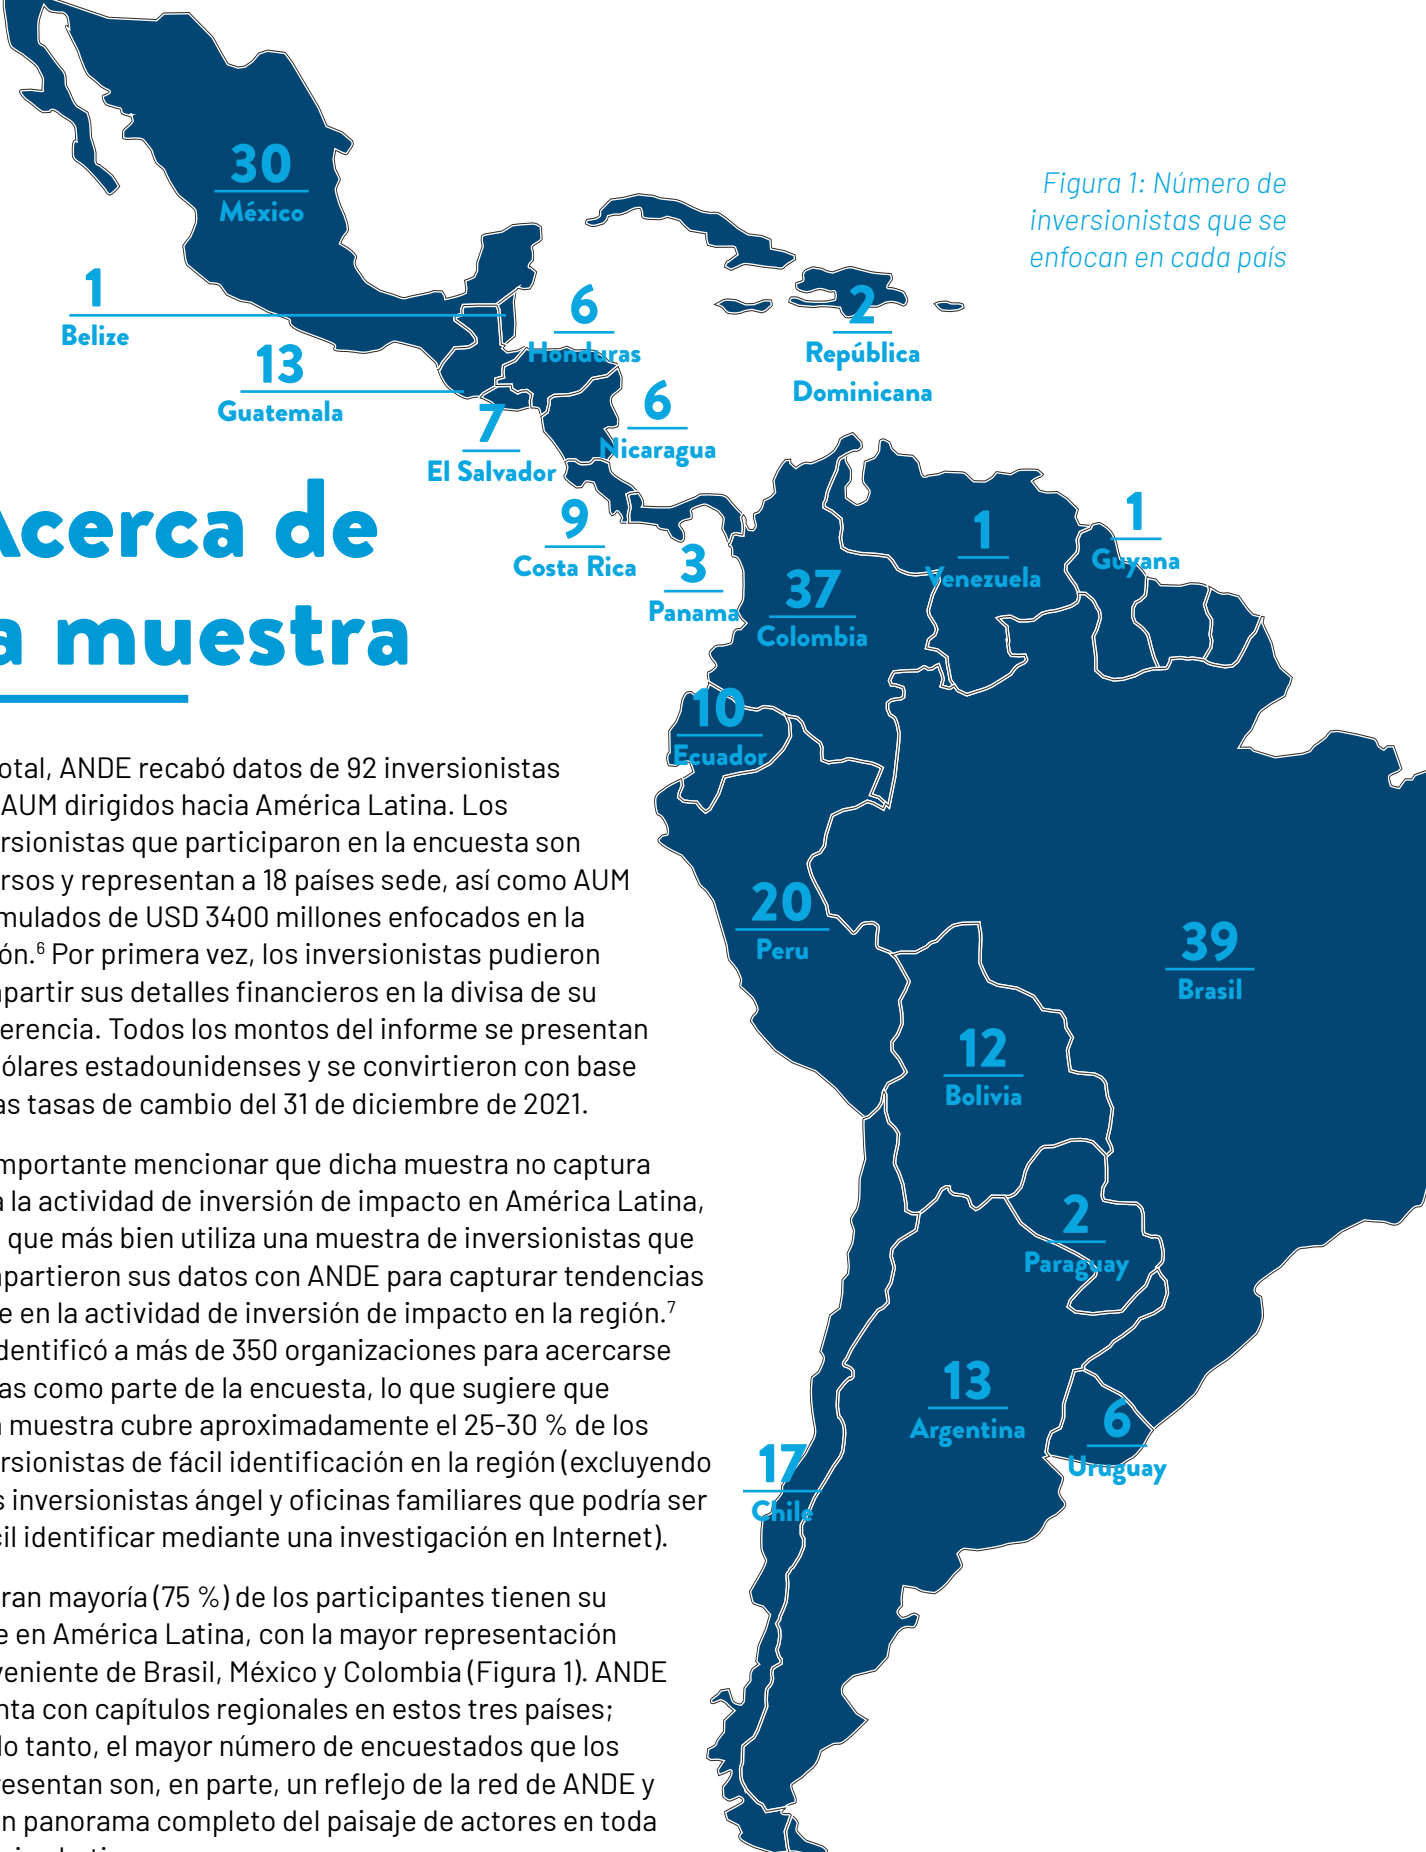 30
México
Figura 1: Número de
inversionistas que se
enfocan en cada país
1
Belize
6
Honduras
2
República
Dominicana
13
Guatemala
7
El Salvador
6
Nicaragua
9
Costa Rica
3
Panama
1
Venezuela
1
Guyana
37
Colombia
10
Ecuador
20
Peru
39
Brasil
12
Bolivia
2
Paraguay
13
Argentina
6
Uruguay
17
Chile
Acerca de
a muestra
otal, ANDE recabó datos de 92 inversionistas
AUM dirigidos hacia América Latina. Los
rsionistas que participaron en la encuesta son
rsos y representan a 18 países sede, así como AUM
mulados de USD 3400 millones enfocados en la
ón.⁶ Por primera vez, los inversionistas pudieron
partir sus detalles financieros en la divisa de su
erencia. Todos los montos del informe se presentan
ólares estadounidenses y se convirtieron con base
as tasas de cambio del 31 de diciembre de 2021.
mportante mencionar que dicha muestra no captura
a la actividad de inversión de impacto en América Latina,
que más bien utiliza una muestra de inversionistas que
partieron sus datos con ANDE para capturar tendencias
e en la actividad de inversión de impacto en la región.⁷
dentificó a más de 350 organizaciones para acercarse
as como parte de la encuesta, lo que sugiere que
a muestra cubre aproximadamente el 25-30 % de los
rsionistas de fácil identificación en la región (excluyendo
s inversionistas ángel y oficinas familiares que podría ser
cil identificar mediante una investigación en Internet).
ran mayoría (75 %) de los participantes tienen su
e en América Latina, con la mayor representación
veniente de Brasil, México y Colombia (Figura 1). ANDE
nta con capítulos regionales en estos tres países;
lo tanto, el mayor número de encuestados que los
resentan son, en parte, un reflejo de la red de ANDE y
n panorama completo del paisaje de actores en toda